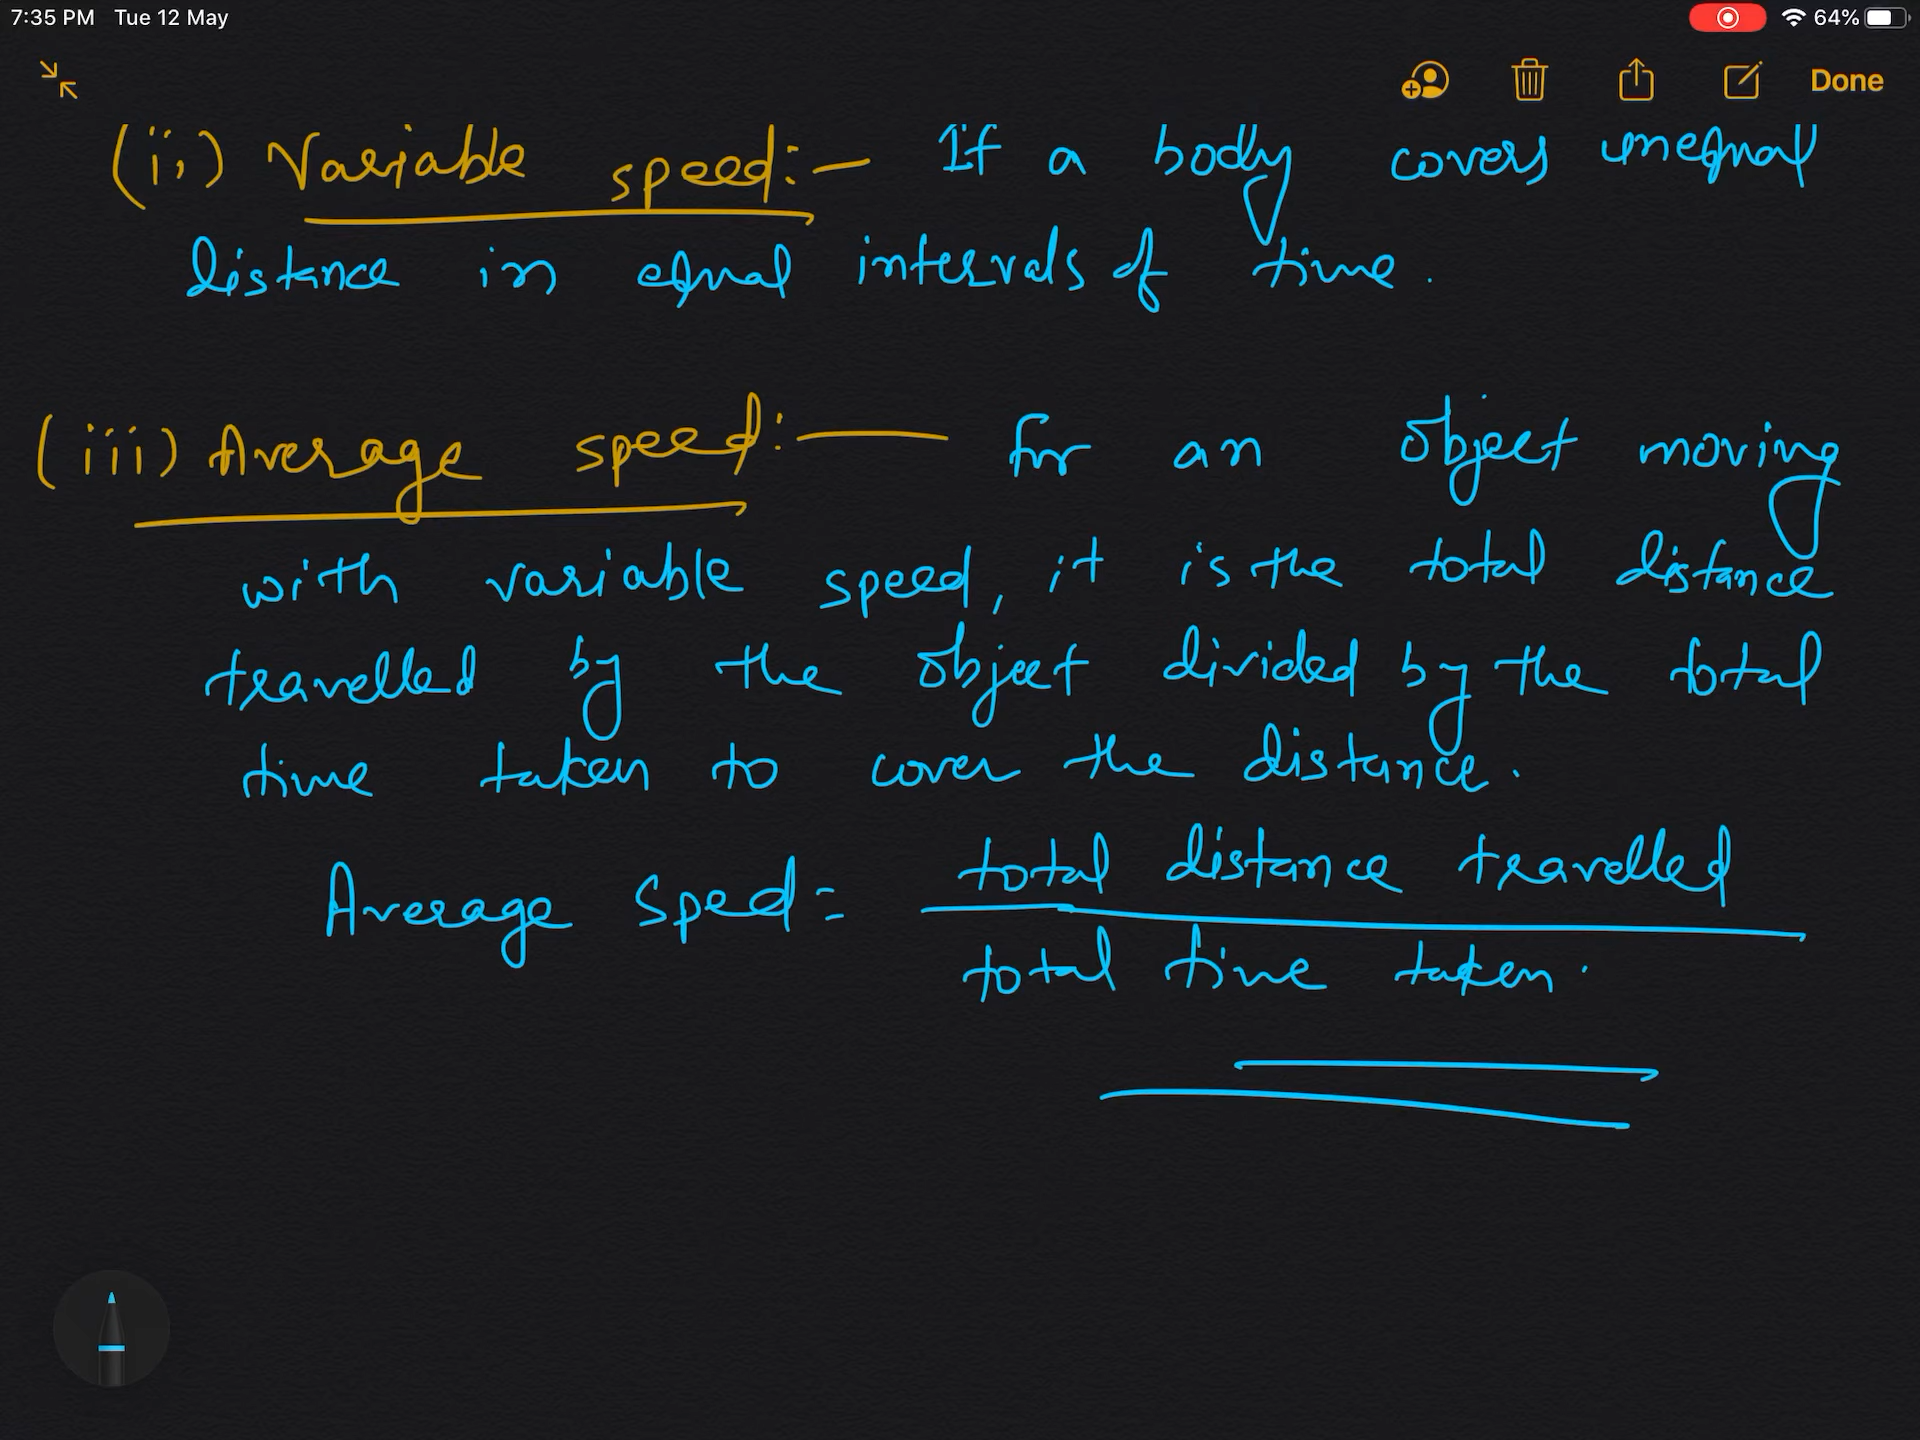 7:35 PM Tue 12 May 64%
Done
(ii) Variable speed:- If a body covers unequal
distance in equal intervals of time.
(iii) Average speed:- for an object moving
with variable speed, it is the total distance
travelled by the object divided by the total
time taken to cover the distance.
total distance travelled
Average Sped =
total time taken.